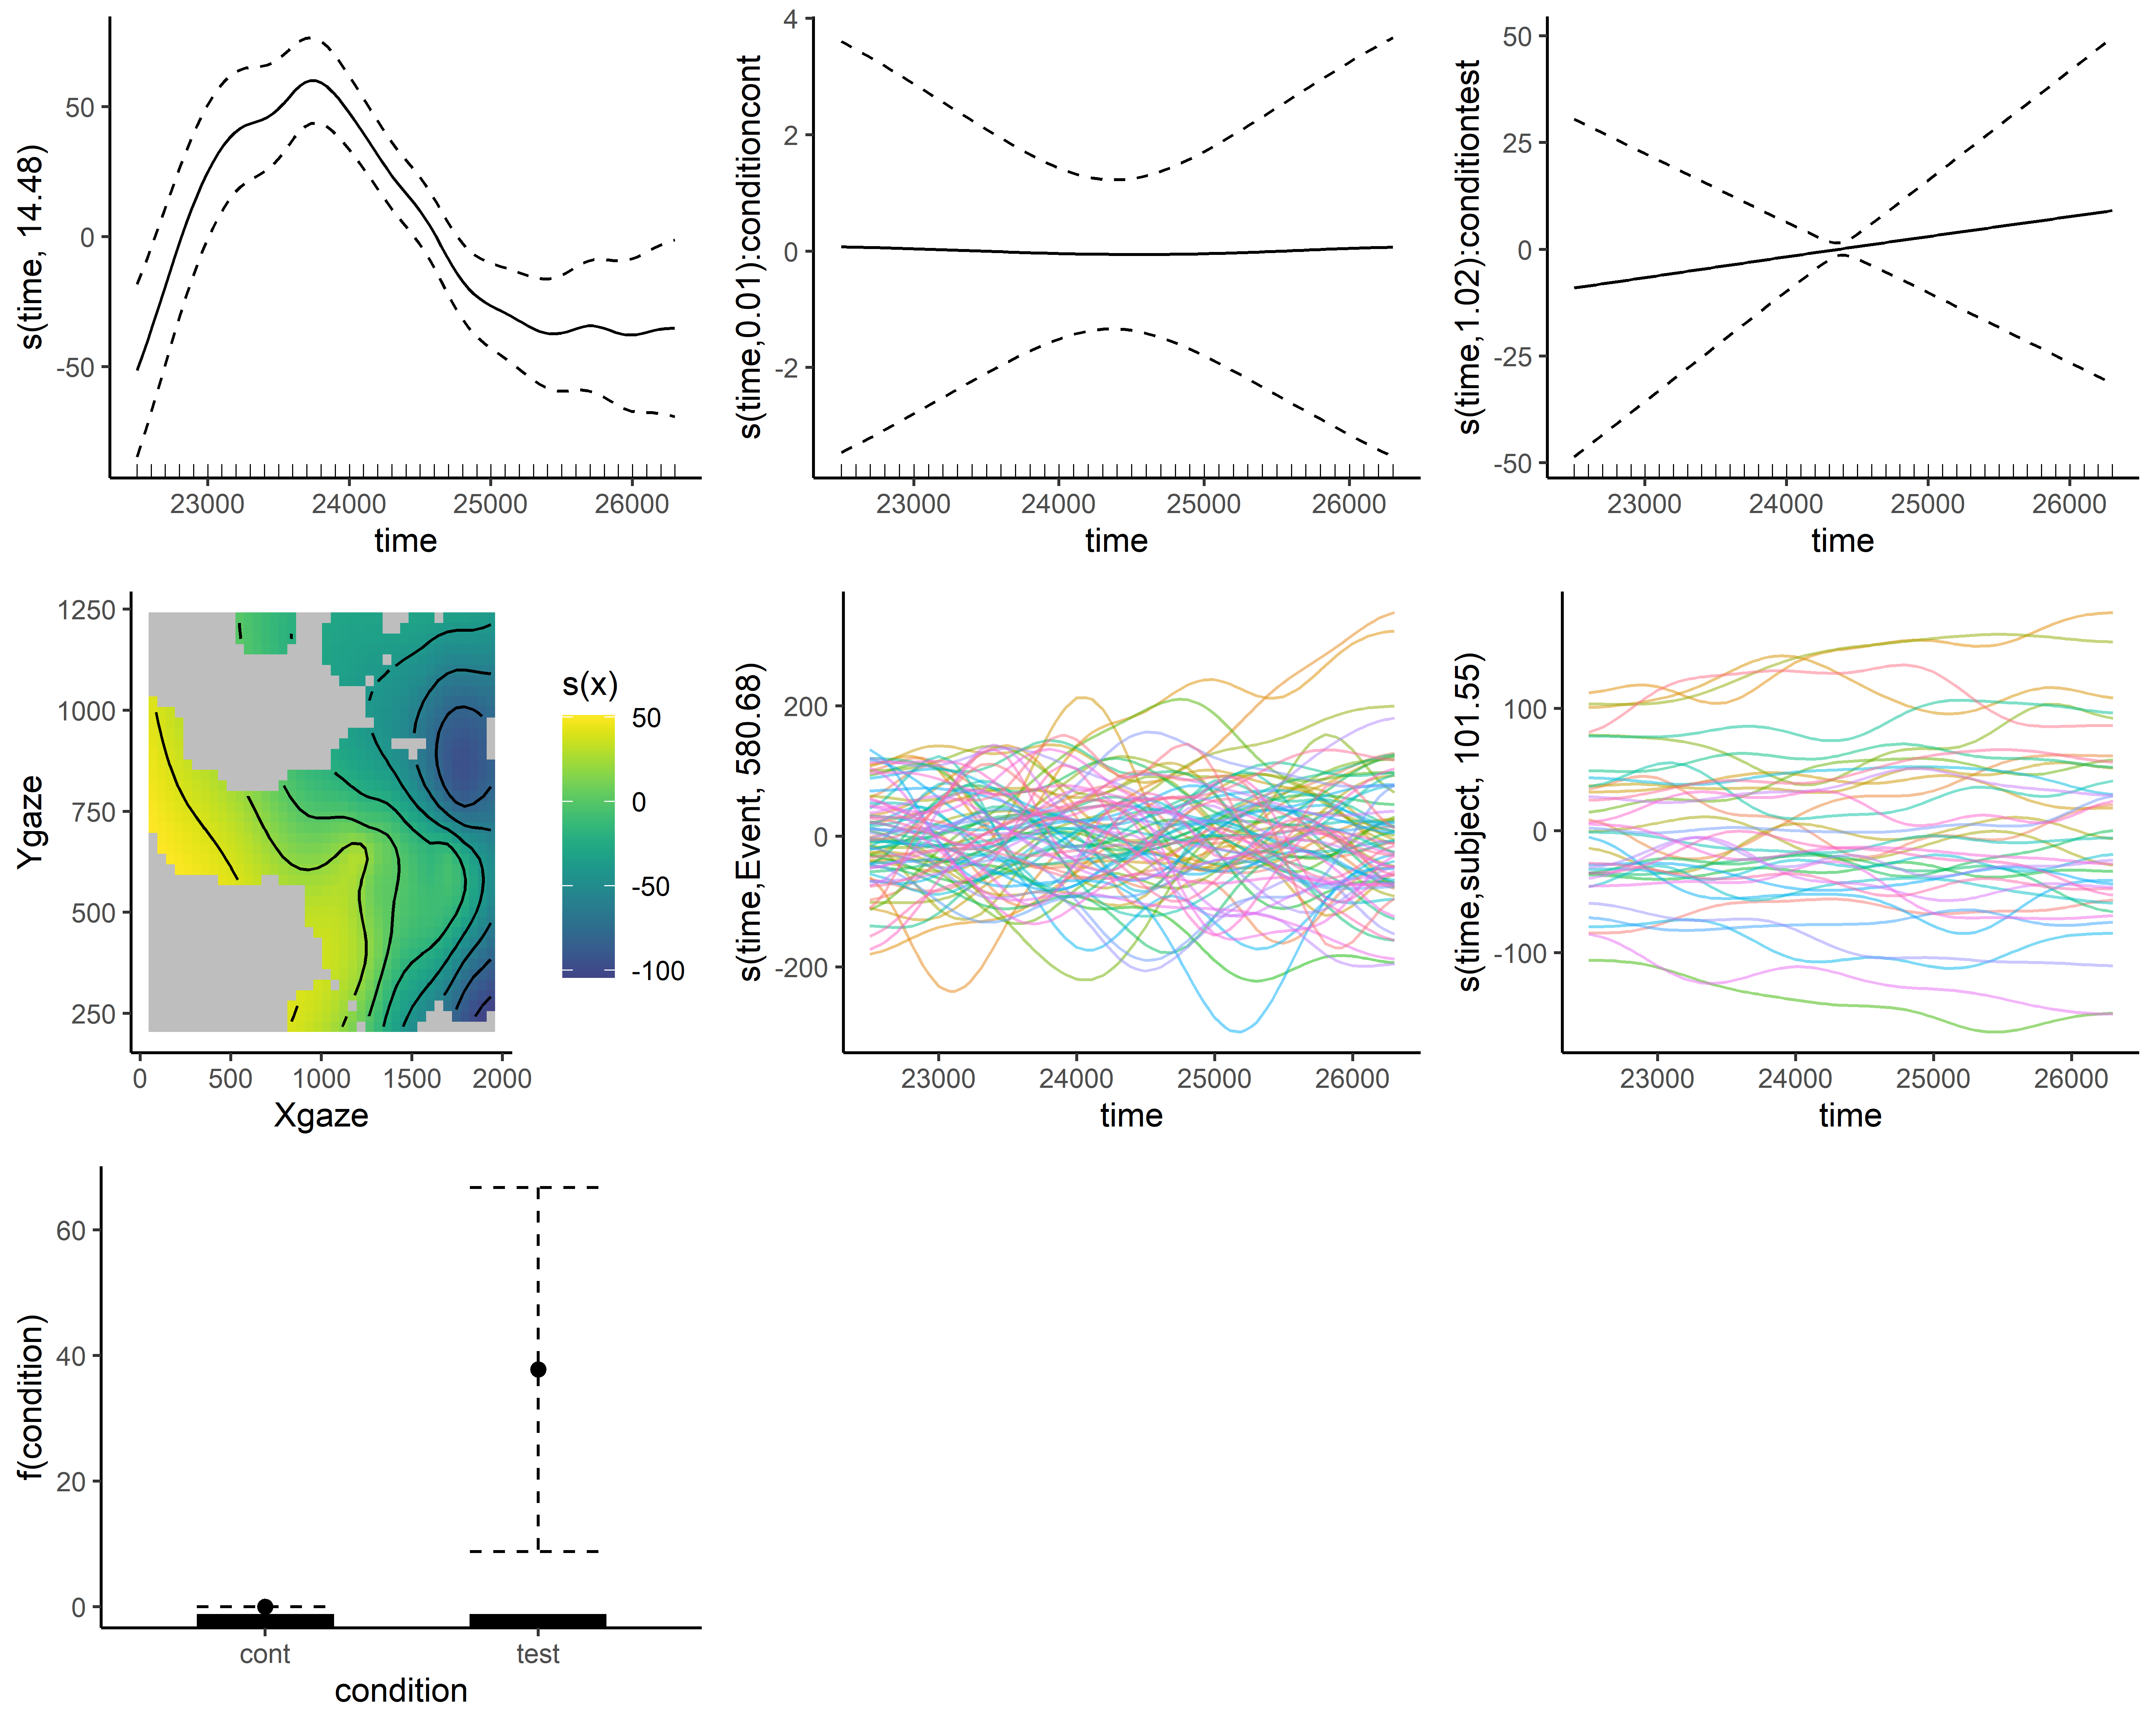 s(time, 14.48)
50
0
-50
23000 24000 25000 26000
time
s(time,0.01):conditioncont
4
2
0
-2
23000 24000 25000 26000
time
s(time,1.02):conditiontest
50
25
0
-25
-50
23000 24000 25000 26000
time
Ygaze
1250
1000
750
500
250
0 500 1000 1500 2000
Xgaze
s(x)
50
0
-50
-100
s(time,Event, 580.68)
200
0
-200
23000 24000 25000 26000
time
s(time,subject, 101.55)
100
0
-100
23000 24000 25000 26000
time
f(condition)
60
40
20
0
cont test
condition